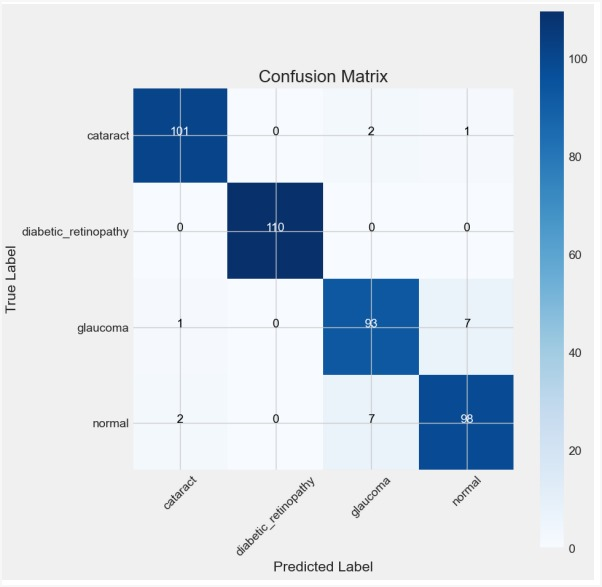 Confusion Matrix
True Label
cataract 101 0 2 1
diabetic_retinopathy 0 110 0 0
glaucoma 1 0 93 7
normal 2 0 7 98
cataract diabetic_retinopathy glaucoma normal
Predicted Label
100
80
60
40
20
0